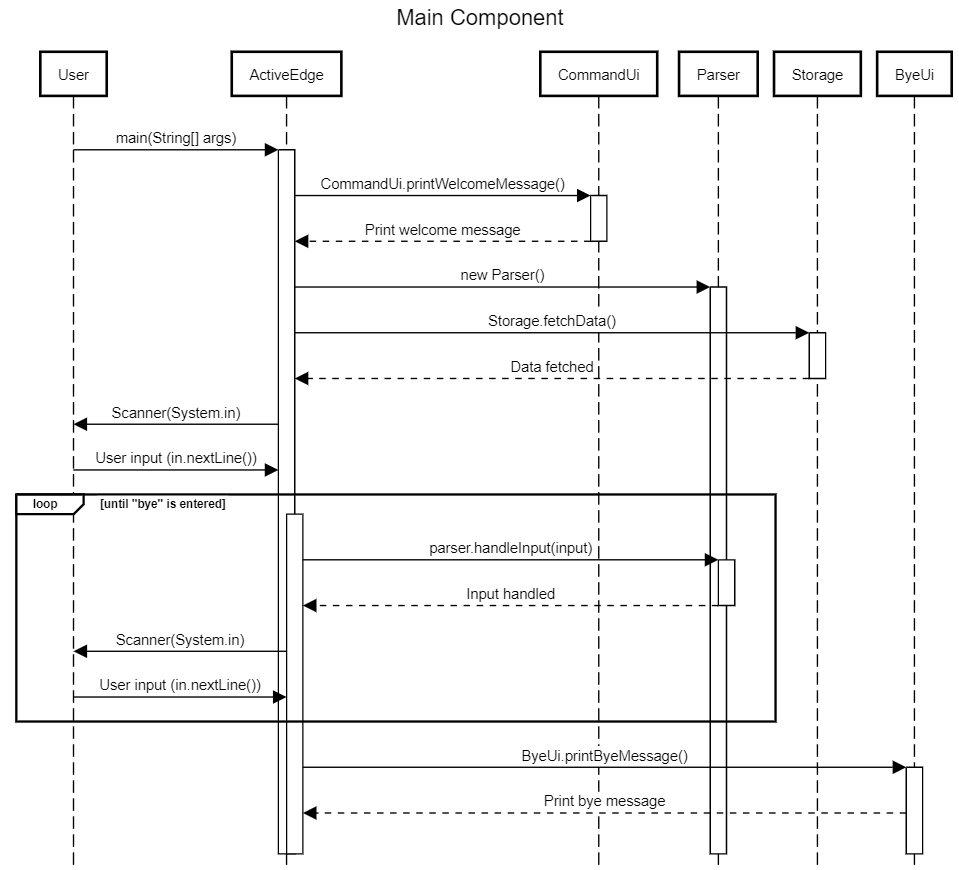 Main Component
User
ActiveEdge
CommandUi
Parser
Storage
ByeUi
main(String[] args)
CommandUi.printWelcomeMessage()
Print welcome message
new Parser()
Storage.fetchData()
Data fetched
Scanner(System.in)
User input (in.nextLine())
loop
[until "bye" is entered]
parser.handleInput(input)
Input handled
Scanner(System.in)
User input (in.nextLine())
ByeUi.printByeMessage()
Print bye message